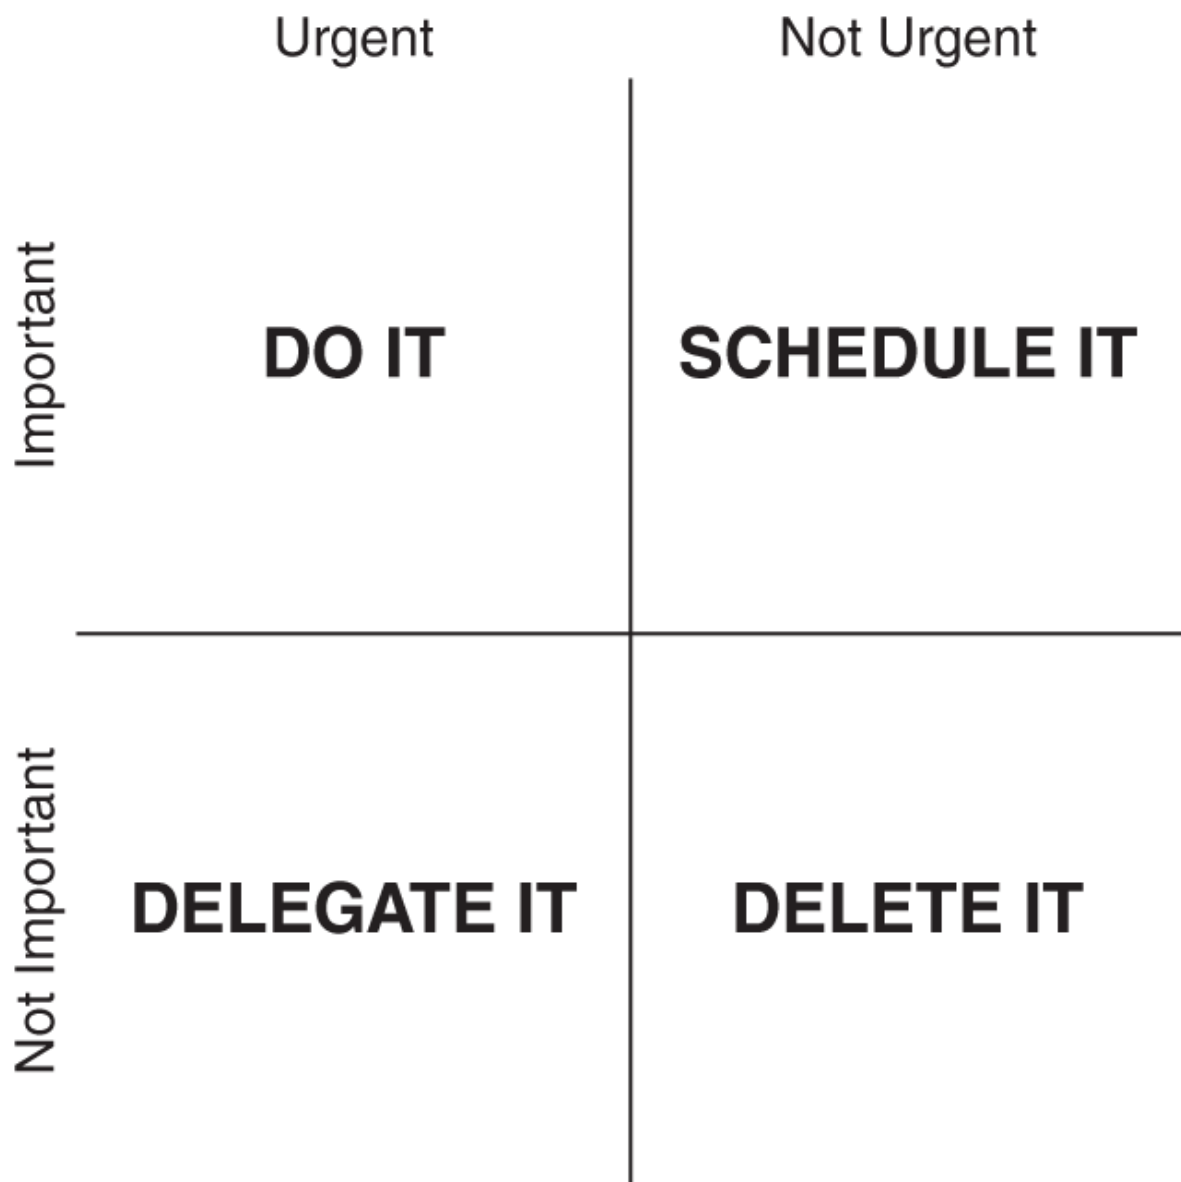 Urgent
Not Urgent
Important
DO IT
SCHEDULE IT
Not Important
DELEGATE IT
DELETE IT